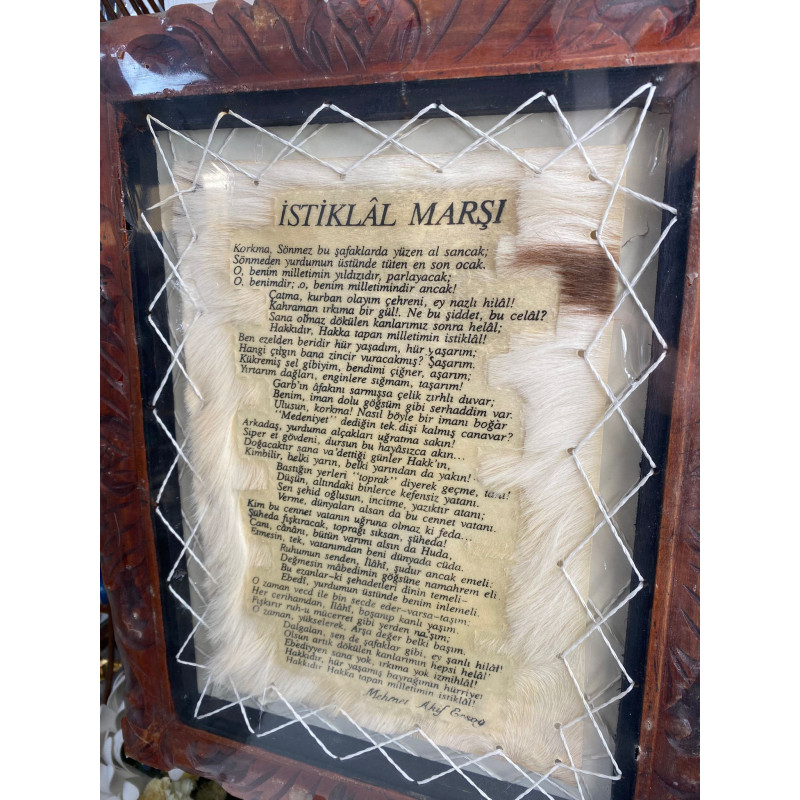 İSTİKLÂL MARŞI
Korkma, Sönmez bu şafaklarda yüzen al sancak;
Sönmeden yurdumun üstünde tüten en son ocak.
O, benim milletimin yıldızıdır, parlayacak;
O, benimdir; o, benim milletimindir ancak!
Çatma, kurban olayım çehreni, ey nazlı hilâl!
Kahraman ırkıma bir gül!. Ne bu şiddet, bu celâl?
Sana olmaz dökülen kanlarımız sonra helâl;
Hakkıdır, Hakka tapan milletimin istiklâl!
Ben ezelden beridir hür yaşadım, hür yaşarım;
Hangi çılgın bana zincir vuracakmış? Şaşarım.
Kükremiş sel gibiyim, bendimi çiğner, aşarım;
Yırtarım dağları, enginlere sığmam, taşarım!
Garb'ın âfakını sarmışsa çelik zırhlı duvar;
Benim, iman dolu göğsüm gibi serhaddim var.
Ulusun, korkma! Nasıl böyle bir imanı boğar
"Medeniyet" dediğin tek dişi kalmış canavar?
Arkadaş, yurduma alçakları uğratma sakın!
Siper et gövdeni, dursun bu hayâsızca akın...
Doğacaktır sana va'dettiği günler Hakk'ın,
Kimbilir, belki yarın, belki yarından da yakın!
Bastığın yerleri "toprak" diyerek geçme, tanı!
Düşün, altındaki binlerce kefensiz yatanı.
Sen şehid oğlusun, incitme, yazıktır atanı;
Verme, dünyaları alsan da bu cennet vatanı.
Kim bu cennet vatanın uğruna olmaz ki feda...
Şüheda fışkıracak, toprağı sıksan, şüheda!
Canı, cânânı, bütün varımı alsın da Huda,
Etmesin, tek, vatanımdan beni dünyada cüda.
Ruhumun senden, İlâhî, şudur ancak emeli:
Değmesin mâbedimin göğsüne namahrem eli
Bu ezanlar-ki şehadetleri dinin temeli-
Ebedî, yurdumun üstünde benim inlemeli.
O zaman vecd ile bin secde eder-varsa-taşım;
Her cerihamdan, İlâhî, boşanıp kanlı yaşım,
Fışkırır ruh-u mücerret gibi yerden na'şım;
O zaman, yükselerek, Arşa değer belki başım.
Dalgalan, sen de şafaklar gibi, ey şanlı hilâl!
Olsun artık dökülen kanlarımın hepsi helâl!
Ebediyyen sana yok, ırkıma yok izmihlâl!
Hakkıdır, hür yaşamış bayrağımın hürriyet
Hakkıdır Hakka tapan milletimin istiklâl!
Mehmet Akif Ersoy